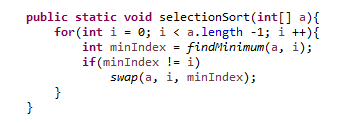 public static void selectionSort(int[] a){
for(int i = 0; i < a.length -1; i ++){
int minIndex = findMinimum(a, i);
if(minIndex != i)
swap(a, i, minIndex);
}
}